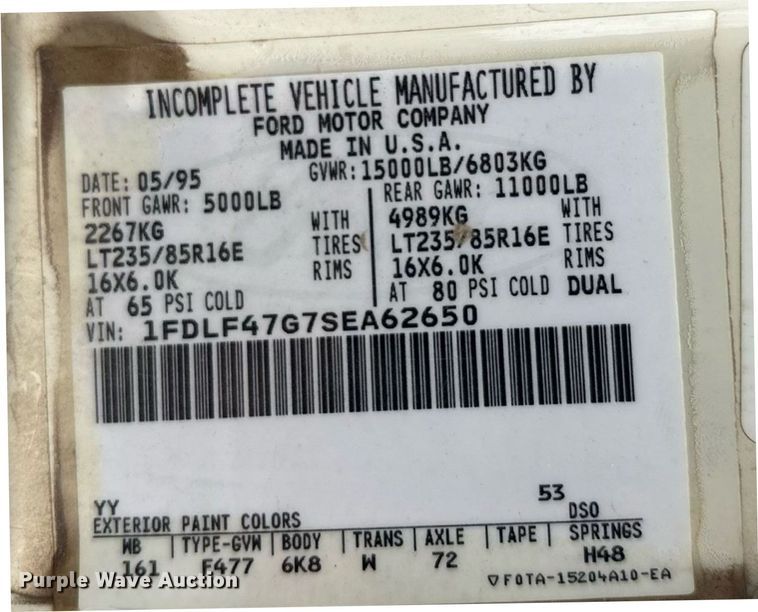 INCOMPLETE VEHICLE MANUFACTURED BY
FORD MOTOR COMPANY
MADE IN U.S.A.
DATE: 05/95 GVWR: 15000LB/6803KG
FRONT GAWR: 5000LB REAR GAWR: 11000LB
2267KG WITH 4989KG WITH
LT235/85R16E TIRES LT235/85R16E TIRES
16X6.0K RIMS 16X6.0K RIMS
AT 65 PSI COLD AT 80 PSI COLD DUAL
VIN: 1FDLF47G7SEA62650
53
YY DSO
EXTERIOR PAINT COLORS
WB TYPE-GVW BODY TRANS AXLE TAPE SPRINGS
161 F477 6K8 W 72 H48
▽F0TA-15204A10-EA
Purple Wave Auction